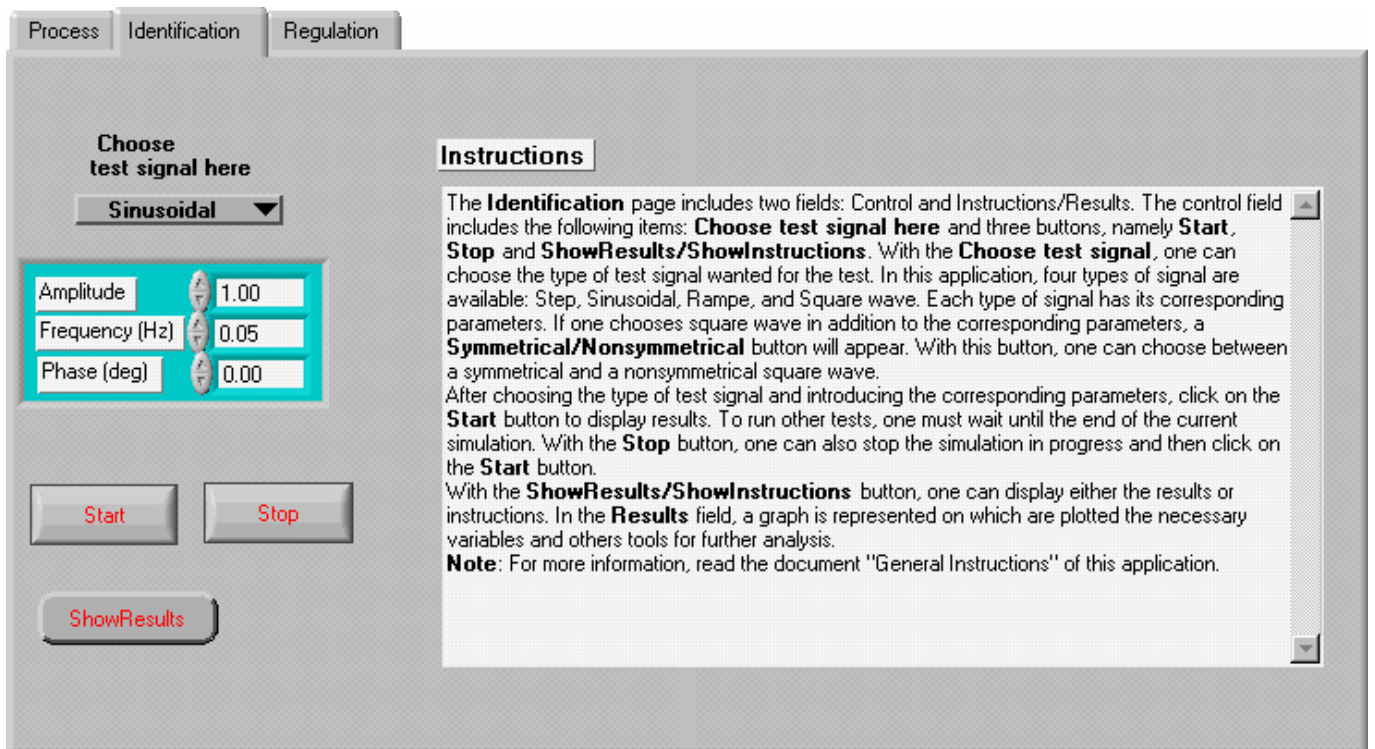 Process Identification Regulation
Choose
test signal here
Sinusoidal
Amplitude 1.00
Frequency (Hz) 0.05
Phase (deg) 0.00
Start Stop
ShowResults
Instructions
The Identification page includes two fields: Control and Instructions/Results. The control field
includes the following items: Choose test signal here and three buttons, namely Start,
Stop and ShowResults/ShowInstructions. With the Choose test signal, one can
choose the type of test signal wanted for the test. In this application, four types of signal are
available: Step, Sinusoidal, Rampe, and Square wave. Each type of signal has its corresponding
parameters. If one chooses square wave in addition to the corresponding parameters, a
Symmetrical/Nonsymmetrical button will appear. With this button, one can choose between
a symmetrical and a nonsymmetrical square wave.
After choosing the type of test signal and introducing the corresponding parameters, click on the
Start button to display results. To run other tests, one must wait until the end of the current
simulation. With the Stop button, one can also stop the simulation in progress and then click on
the Start button.
With the ShowResults/ShowInstructions button, one can display either the results or
instructions. In the Results field, a graph is represented on which are plotted the necessary
variables and others tools for further analysis.
Note: For more information, read the document "General Instructions" of this application.